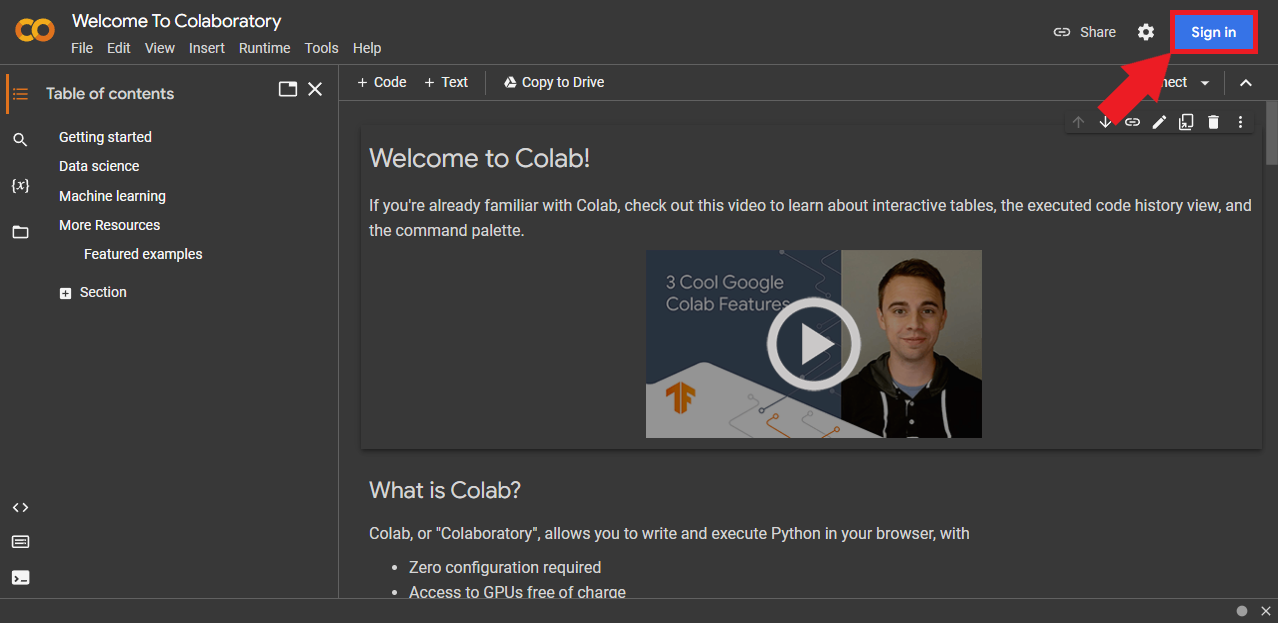 Welcome To Colaboratory
File Edit View Insert Runtime Tools Help
Share
Sign in
Table of contents
+ Code + Text Copy to Drive
Getting started
Data science
Machine learning
More Resources
Featured examples
Section
{x}
Welcome to Colab!
If you're already familiar with Colab, check out this video to learn about interactive tables, the executed code history view, and
the command palette.
3 Cool Google
Colab Features
What is Colab?
Colab, or "Colaboratory", allows you to write and execute Python in your browser, with
• Zero configuration required
• Access to GPUs free of charge